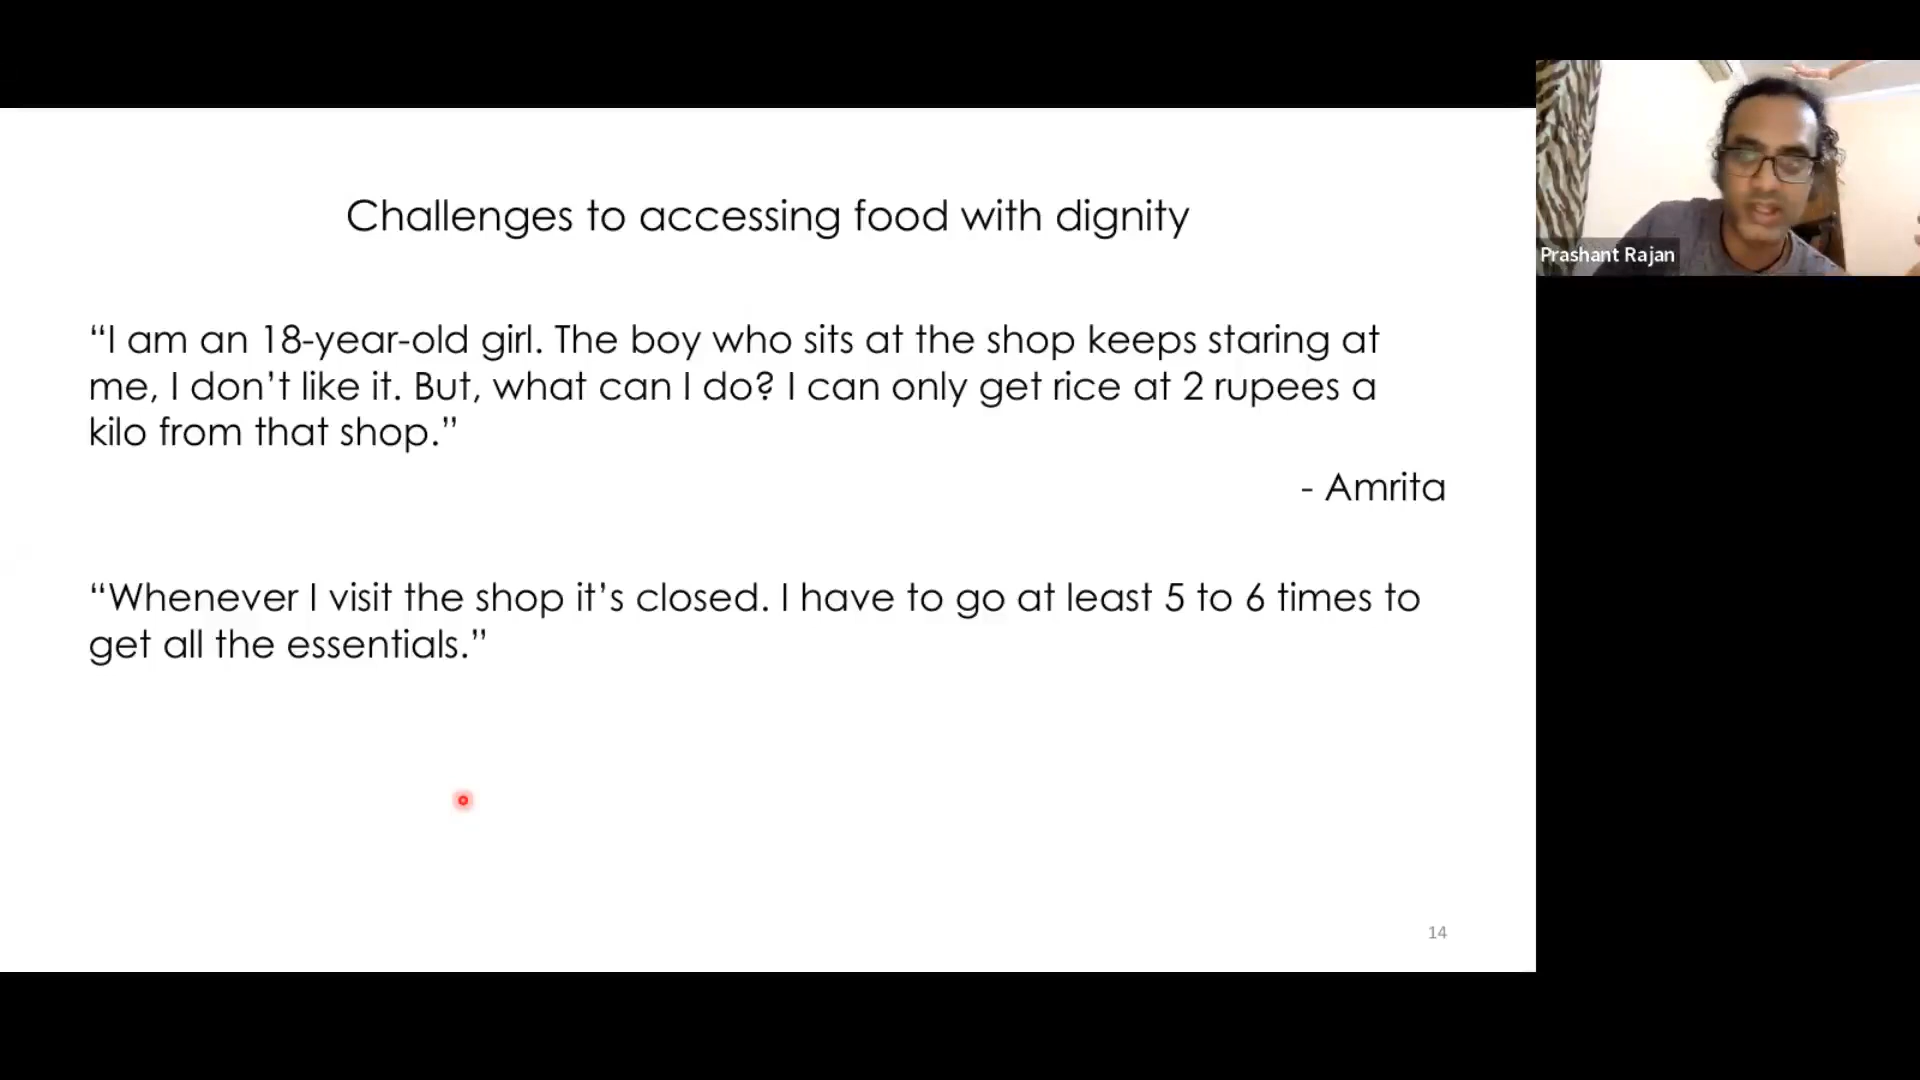 Challenges to accessing food with dignity
“I am an 18-year-old girl. The boy who sits at the shop keeps staring at
me, I don’t like it. But, what can I do? I can only get rice at 2 rupees a
kilo from that shop.”
- Amrita
“Whenever I visit the shop it’s closed. I have to go at least 5 to 6 times to
get all the essentials.”
14
Prashant Rajan